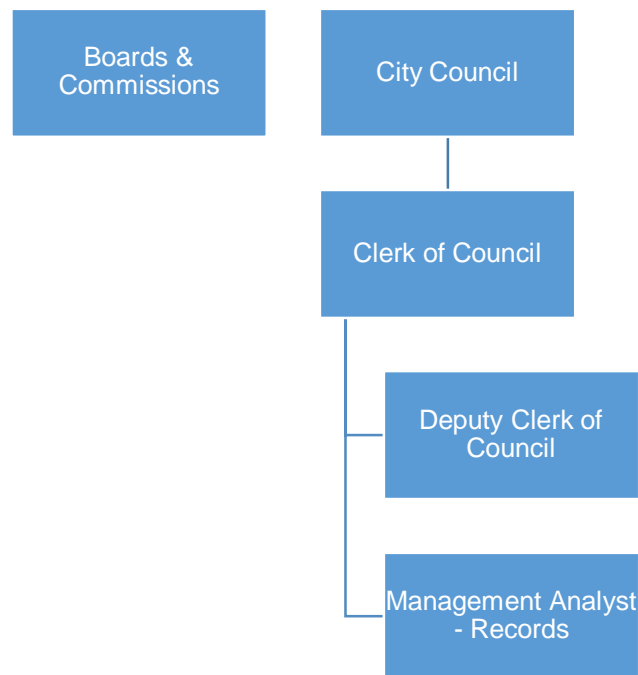 Boards &
Commissions
City Council
Clerk of Council
Deputy Clerk of
Council
Management Analyst
- Records